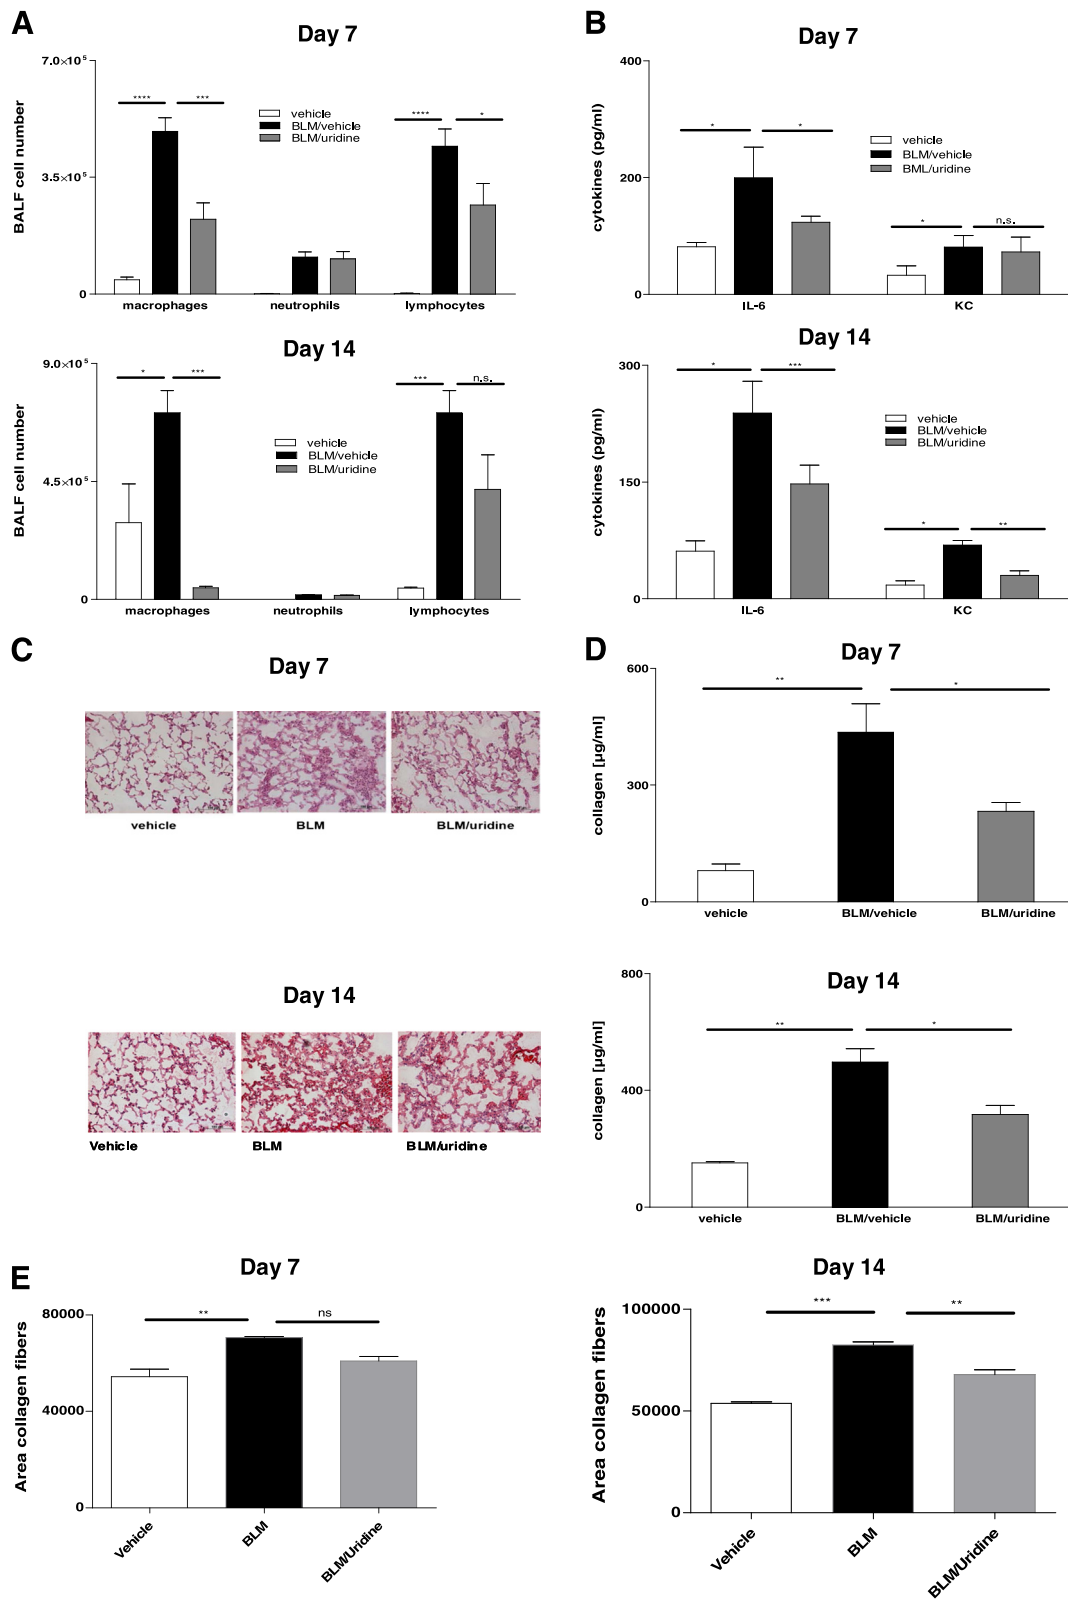 A
Day 7
7.0×10⁵
3.5×10⁵
0
BALF cell number
**** ***
**** *
vehicle
BLM/vehicle
BLM/uridine
macrophages neutrophils lymphocytes
Day 14
9.0×10⁵
4.5×10⁵
0
BALF cell number
* ***
*** n.s.
vehicle
BLM/vehicle
BLM/uridine
macrophages neutrophils lymphocytes
B
Day 7
400
200
0
cytokines (pg/ml)
* *
* n.s.
vehicle
BLM/vehicle
BML/uridine
IL-6 KC
Day 14
300
150
0
cytokines (pg/ml)
* ***
* **
vehicle
BLM/vehicle
BLM/uridine
IL-6 KC
C
Day 7
vehicle BLM BLM/uridine
Day 14
Vehicle BLM BLM/uridine
D
Day 7
600
300
0
collagen [µg/ml]
** *
vehicle BLM/vehicle BLM/uridine
Day 14
800
400
0
collagen [µg/ml]
** *
vehicle BLM/vehicle BLM/uridine
E
Day 7
80000
40000
0
Area collagen fibers
** ns
Vehicle BLM BLM/Uridine
Day 14
100000
50000
0
Area collagen fibers
*** **
Vehicle BLM BLM/Uridine